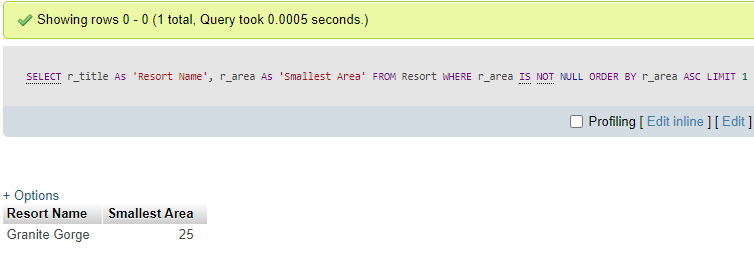 Showing rows 0 - 0 (1 total, Query took 0.0005 seconds.)
SELECT r_title As 'Resort Name', r_area As 'Smallest Area' FROM Resort WHERE r_area IS NOT NULL ORDER BY r_area ASC LIMIT 1
Profiling [ Edit inline ] [ Edit ]
+ Options
Resort Name Smallest Area
Granite Gorge 25